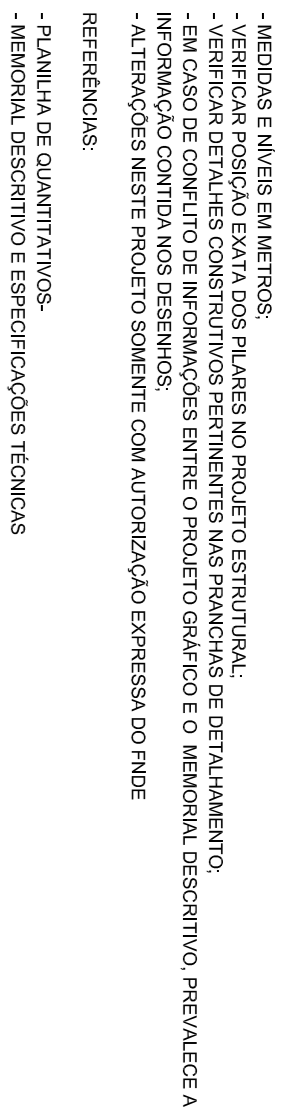 - MEDIDAS E NÍVEIS EM METROS;
- VERIFICAR POSIÇÃO EXATA DOS PILARES NO PROJETO ESTRUTURAL;
- VERIFICAR DETALHES CONSTRUTIVOS PERTINENTES NAS PRANCHAS DE DETALHAMENTO;
- EM CASO DE CONFLITO DE INFORMAÇÕES ENTRE O PROJETO GRÁFICO E O MEMORIAL DESCRITIVO, PREVALECE A
INFORMAÇÃO CONTIDA NOS DESENHOS;
- ALTERAÇÕES NESTE PROJETO SOMENTE COM AUTORIZAÇÃO EXPRESSA DO FNDE
REFERÊNCIAS:
- PLANILHA DE QUANTITATIVOS-
- MEMORIAL DESCRITIVO E ESPECIFICAÇÕES TÉCNICAS